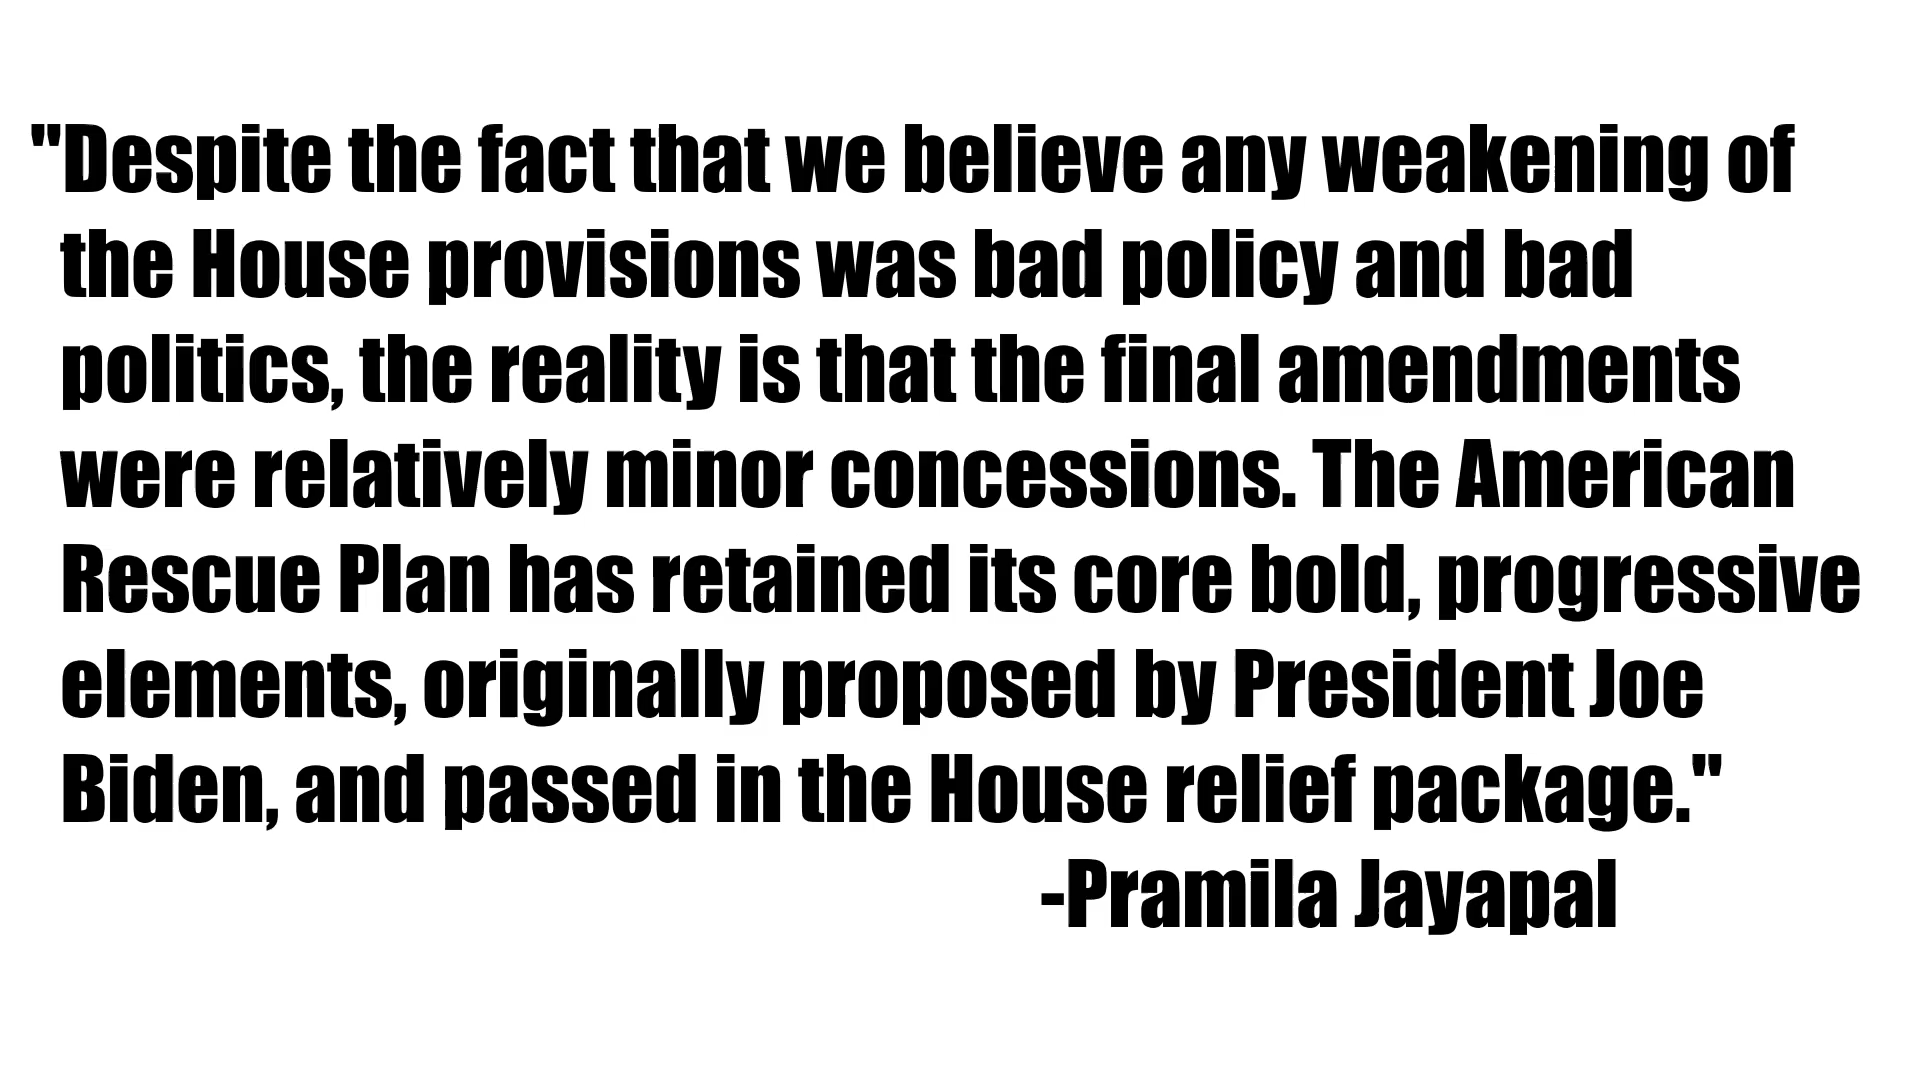 "Despite the fact that we believe any weakening of
the House provisions was bad policy and bad
politics, the reality is that the final amendments
were relatively minor concessions. The American
Rescue Plan has retained its core bold, progressive
elements, originally proposed by President Joe
Biden, and passed in the House relief package."
-Pramila Jayapal